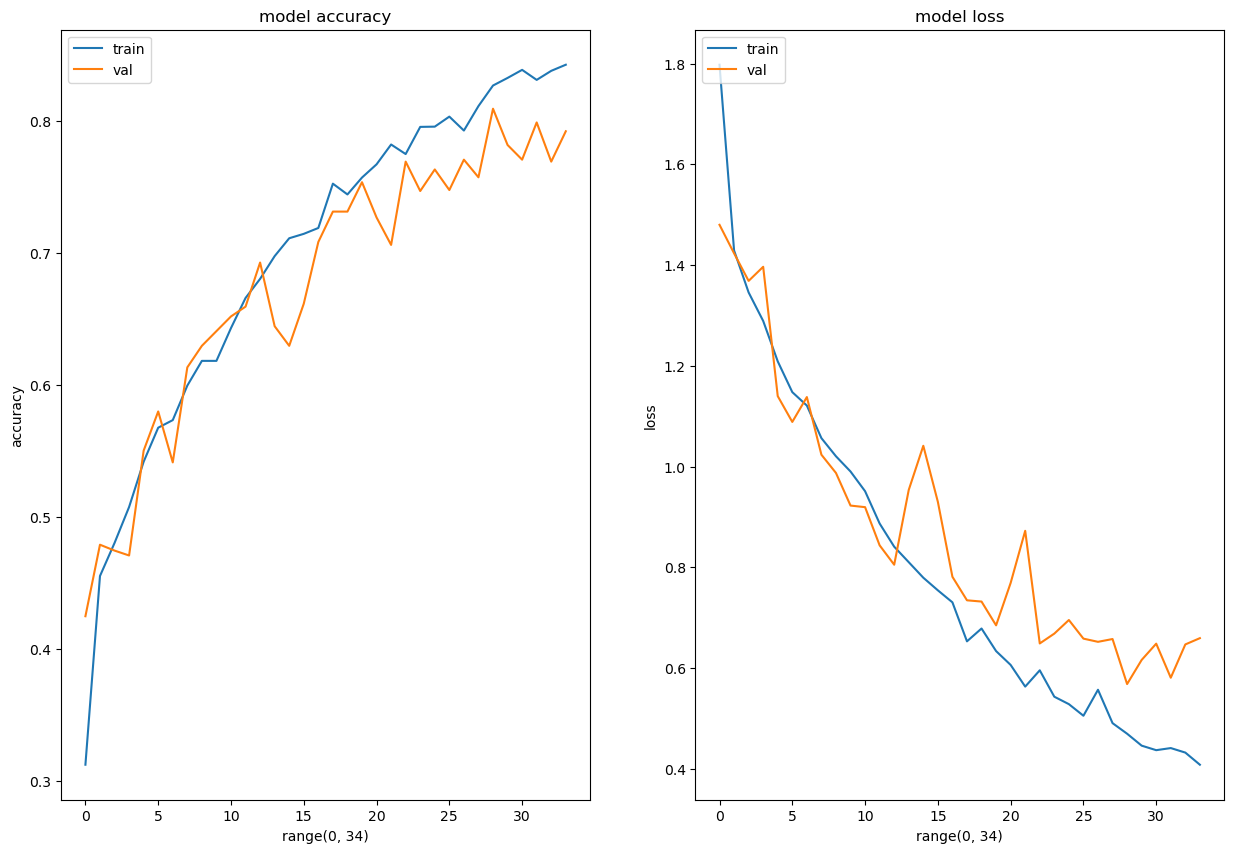 model accuracy
train
val
0.8
0.7
0.6
0.5
0.4
0.3
accuracy
0 5 10 15 20 25 30
range(0, 34)
model loss
train
val
1.8
1.6
1.4
1.2
1.0
0.8
0.6
0.4
loss
0 5 10 15 20 25 30
range(0, 34)